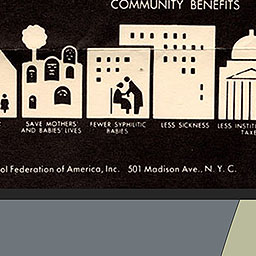 COMMUNITY BENEFITS
SAVE MOTHERS' FEWER SYPHILITIC LESS SICKNESS LESS INSTIT
AND BABIES' LIVES BABIES TAXE
ol Federation of America, Inc. 501 Madison Ave., N. Y. C.